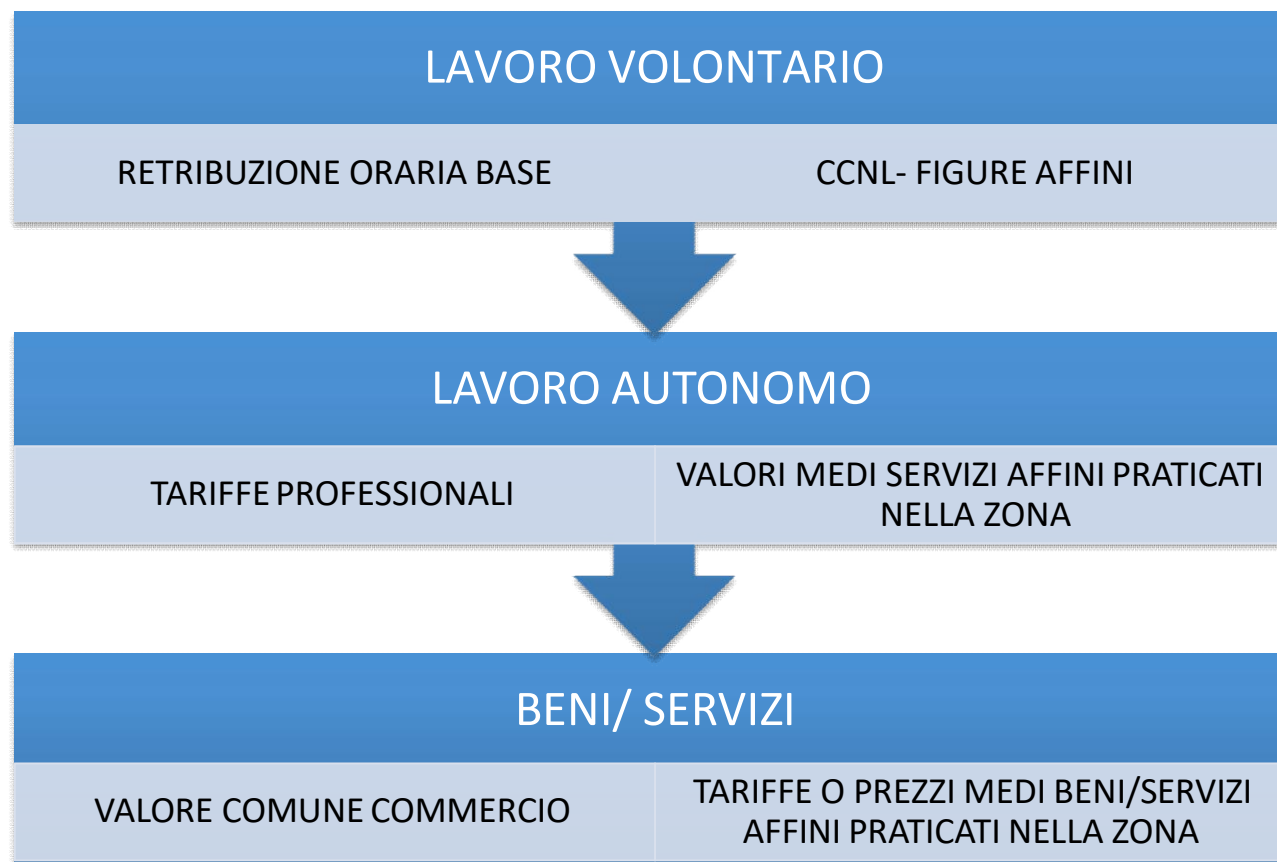 LAVORO VOLONTARIO
RETRIBUZIONE ORARIA BASE
CCNL- FIGURE AFFINI
LAVORO AUTONOMO
TARIFFE PROFESSIONALI
VALORI MEDI SERVIZI AFFINI PRATICATI
NELLA ZONA
BENI/ SERVIZI
VALORE COMUNE COMMERCIO
TARIFFE O PREZZI MEDI BENI/SERVIZI
AFFINI PRATICATI NELLA ZONA